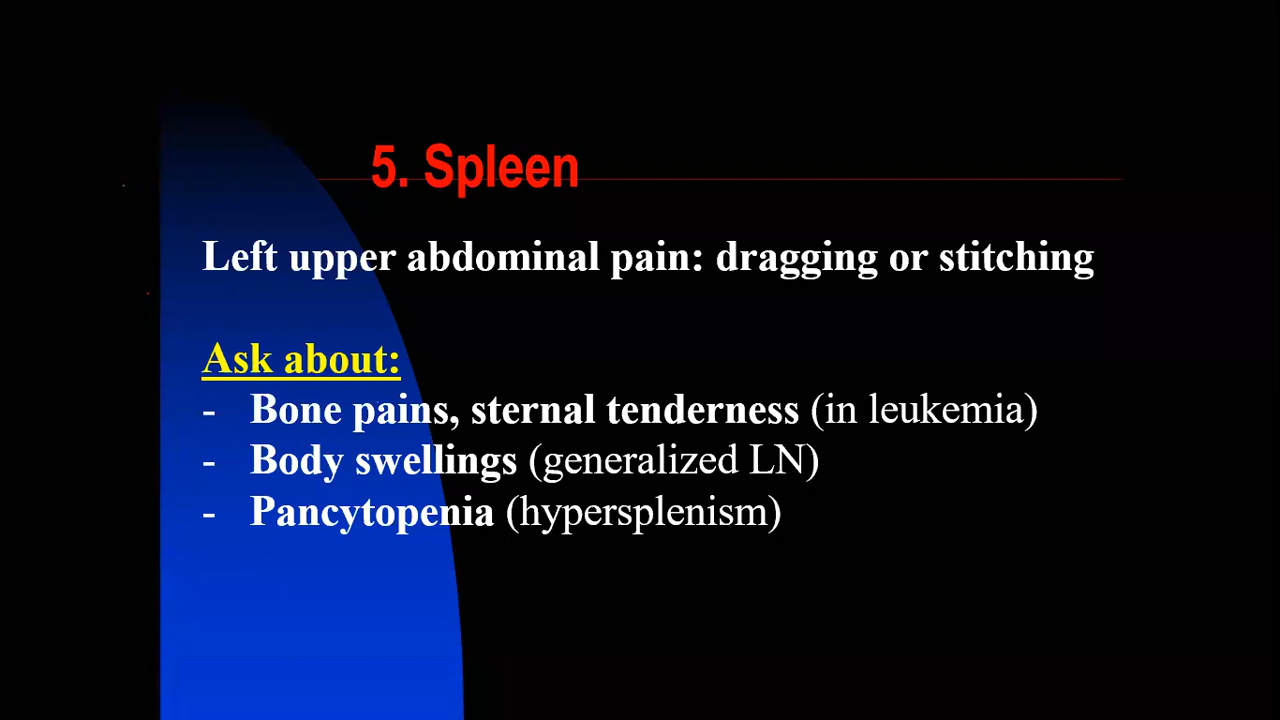 5. Spleen
Left upper abdominal pain: dragging or stitching
Ask about:
- Bone pains, sternal tenderness (in leukemia)
- Body swellings (generalized LN)
- Pancytopenia (hypersplenism)